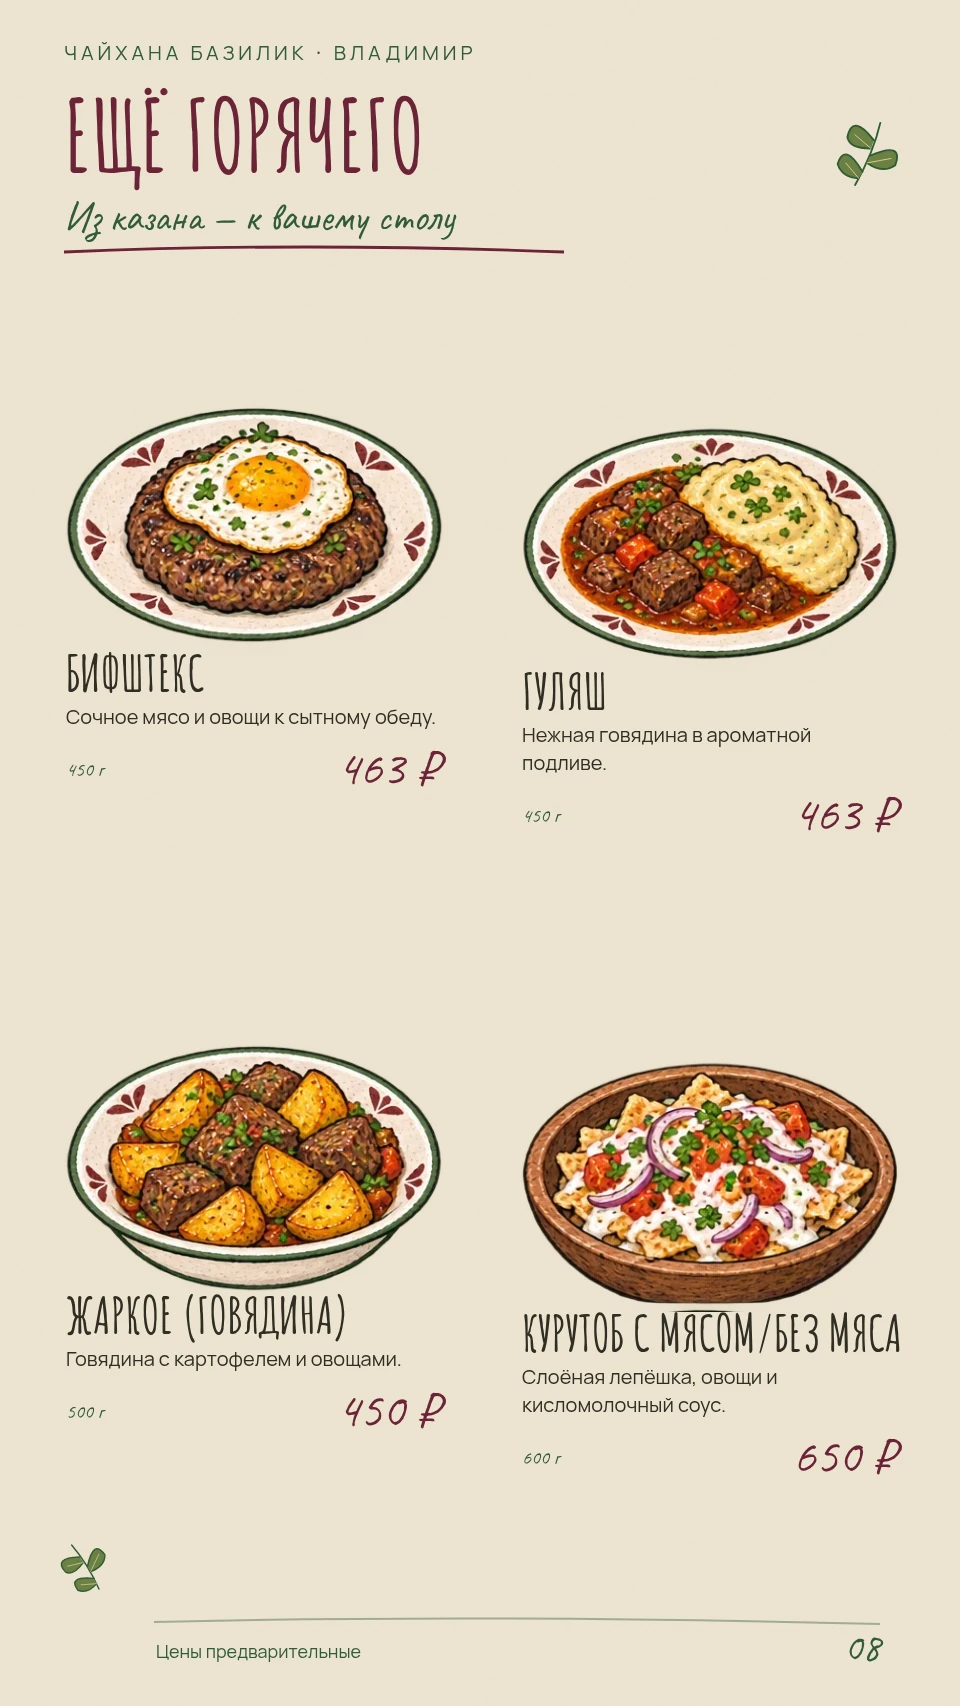 ЧАЙХАНА БАЗИЛИК · ВЛАДИМИР
ЕЩЁ ГОРЯЧЕГО
Из казана — к вашему столу
БИФШТЕКС
Сочное мясо и овощи к сытному обеду.
450 г
463 ₽
ГУЛЯШ
Нежная говядина в ароматной
подливе.
450 г
463 ₽
ЖАРКОЕ (ГОВЯДИНА)
Говядина с картофелем и овощами.
500 г
450 ₽
КУРУТОБ С МЯСОМ/БЕЗ МЯСА
Слоёная лепёшка, овощи и
кисломолочный соус.
600 г
650 ₽
Цены предварительные
08